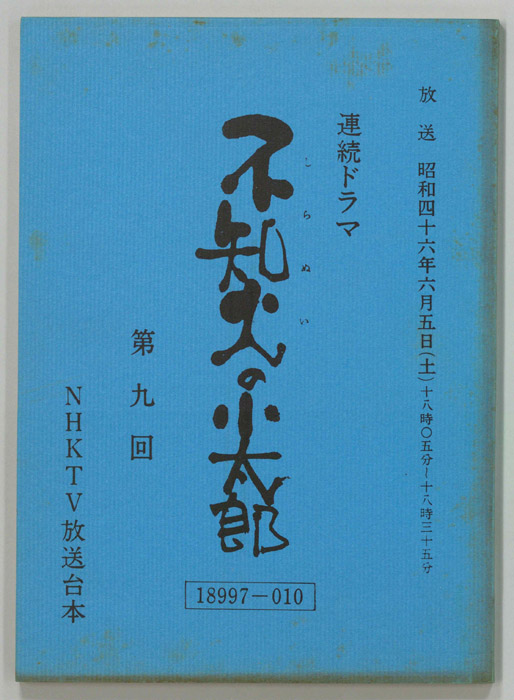 放送 昭和四十六年六月五日(土)十八時〇五分〜十八時三十五分
連続ドラマ
しらぬい
不知火の小太郎
第九回
NHKTV放送台本
18997-010